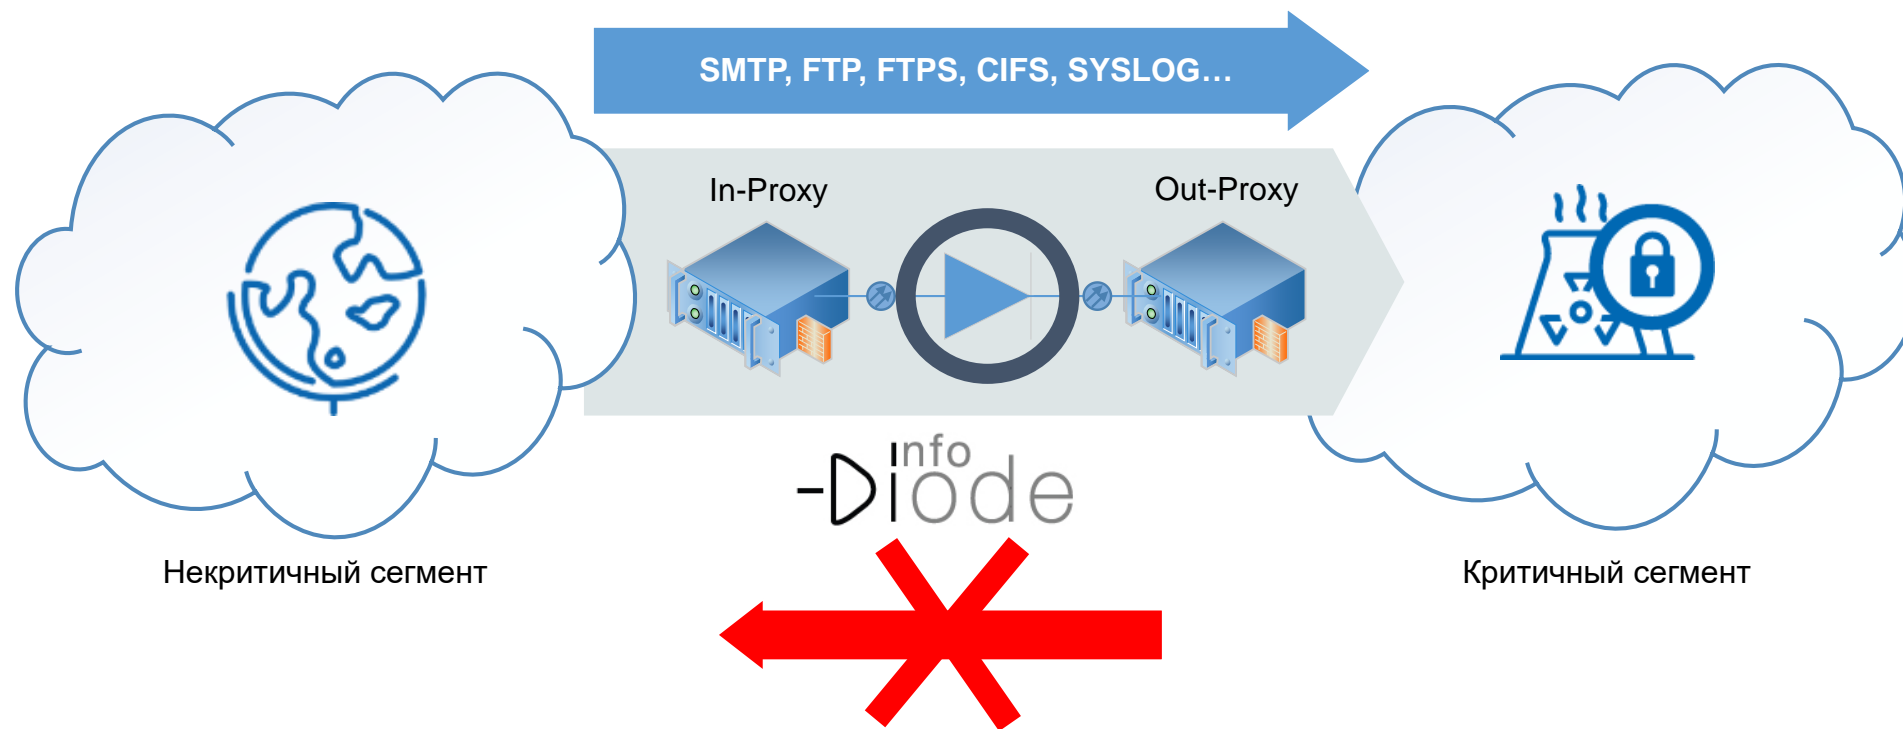 SMTP, FTP, FTPS, CIFS, SYSLOG…
In-Proxy
Out-Proxy
info
Diode
Некритичный сегмент
Критичный сегмент